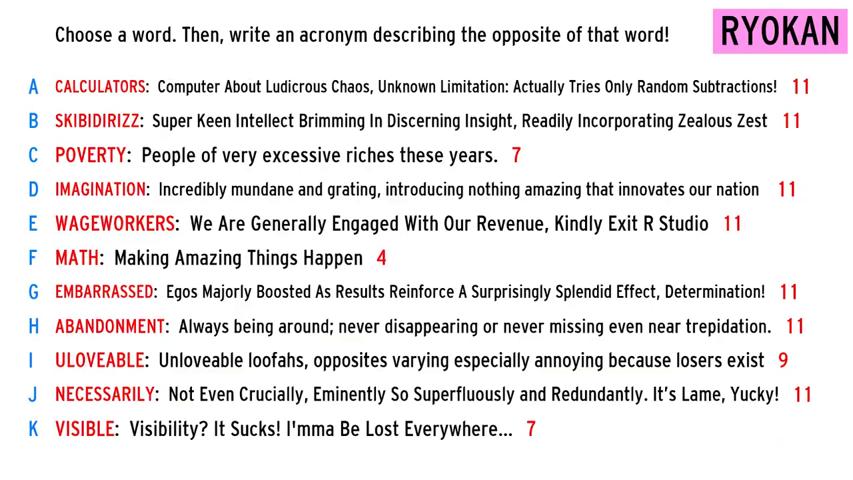 Choose a word. Then, write an acronym describing the opposite of that word!
RYOKAN
A CALCULATORS: Computer About Ludicrous Chaos, Unknown Limitation: Actually Tries Only Random Subtractions! 11
B SKIBIDIRIZZ: Super Keen Intellect Brimming In Discerning Insight, Readily Incorporating Zealous Zest 11
C POVERTY: People of very excessive riches these years. 7
D IMAGINATION: Incredibly mundane and grating, introducing nothing amazing that innovates our nation 11
E WAGEWORKERS: We Are Generally Engaged With Our Revenue, Kindly Exit R Studio 11
F MATH: Making Amazing Things Happen 4
G EMBARRASSED: Egos Majorly Boosted As Results Reinforce A Surprisingly Splendid Effect, Determination! 11
H ABANDONMENT: Always being around; never disappearing or never missing even near trepidation. 11
I ULOVEABLE: Unloveable loofahs, opposites varying especially annoying because losers exist 9
J NECESSARILY: Not Even Crucially, Eminently So Superfluously and Redundantly. It's Lame, Yucky! 11
K VISIBLE: Visibility? It Sucks! I'mma Be Lost Everywhere... 7